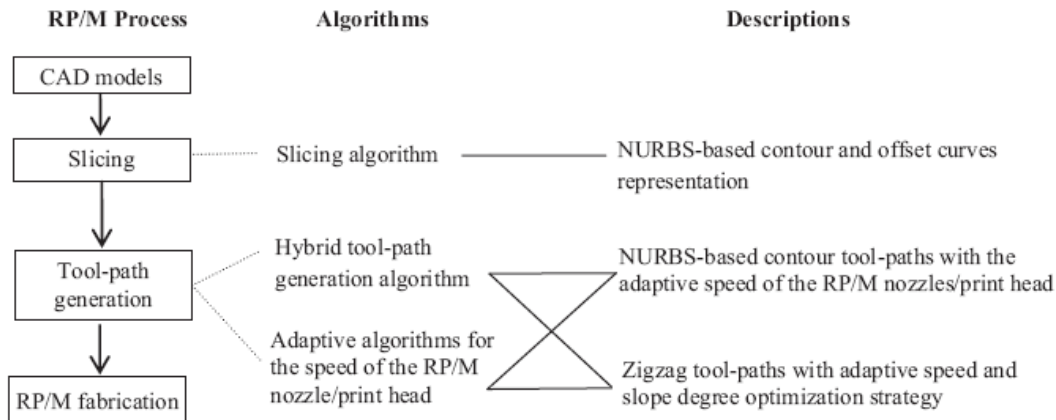 RP/M Process
Algorithms
Descriptions
CAD models
Slicing
Slicing algorithm
NURBS-based contour and offset curves
representation
Tool-path
generation
Hybrid tool-path
generation algorithm
NURBS-based contour tool-paths with the
adaptive speed of the RP/M nozzles/print head
Adaptive algorithms for
the speed of the RP/M
nozzle/print head
Zigzag tool-paths with adaptive speed and
slope degree optimization strategy
RP/M fabrication